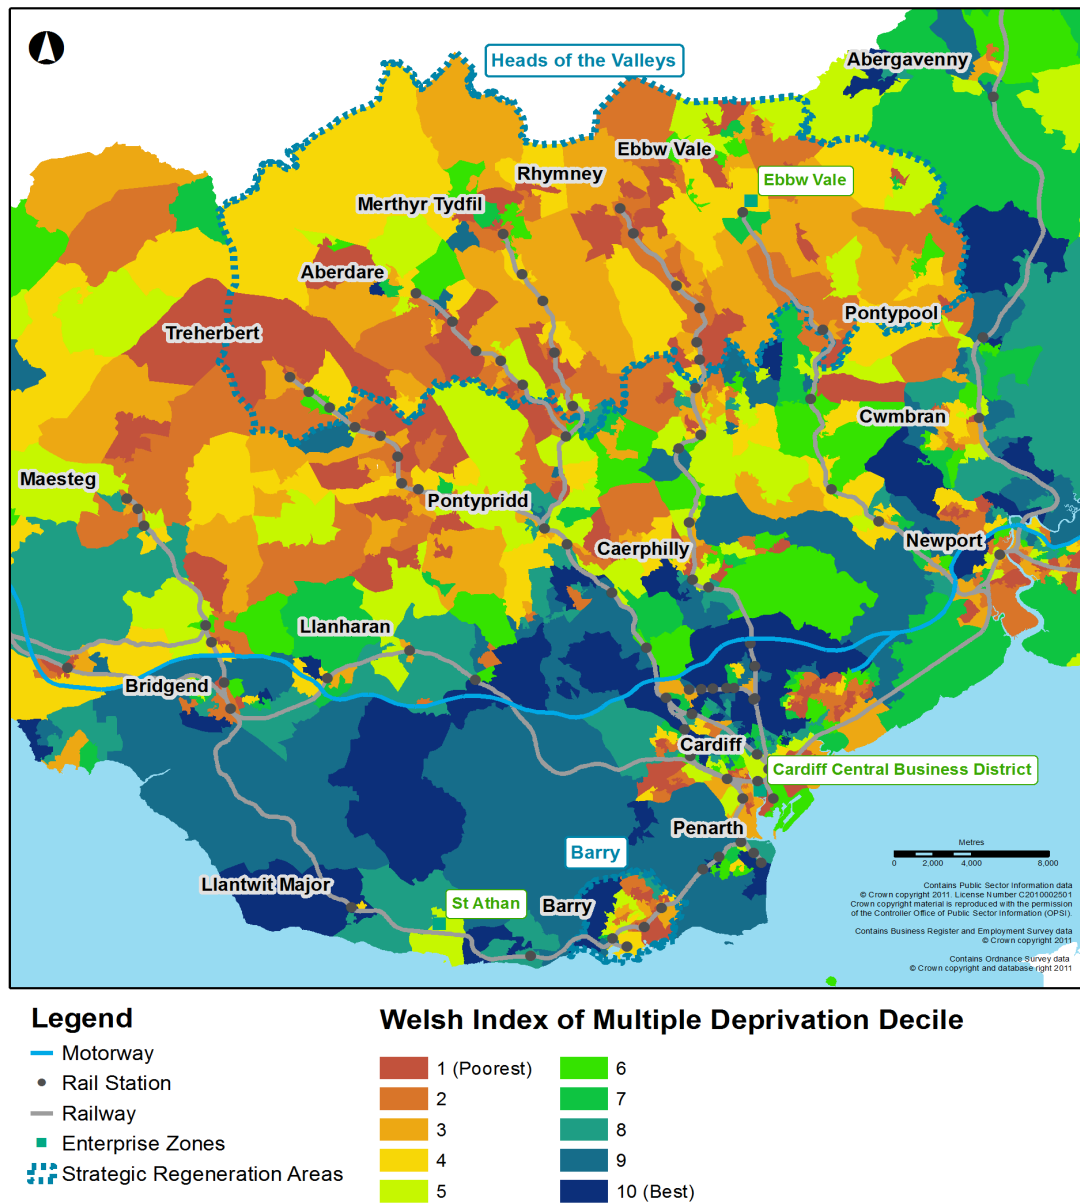 Abergavenny
Heads of the Valleys
Ebbw Vale
Rhymney
Ebbw Vale
Merthyr Tydfil
Aberdare
Treherbert
Pontypool
Cwmbran
Maesteg
Pontypridd
Caerphilly
Newport
Llanharan
Bridgend
Cardiff
Cardiff Central Business District
Penarth
Barry
Llantwit Major
St Athan
Barry
Metres
0 2,000 4,000 8,000
Contains Public Sector Information data
© Crown copyright 2011. License Number:C2010002501
Crown copyright material is reproduced with the permission
of the Controller Office of Public Sector Information (OPSI).
Contains Business Register and Employment Survey data
© Crown copyright 2011
Contains Ordnance Survey data
© Crown copyright and database right 2011
Legend
Motorway
Rail Station
Railway
Enterprise Zones
Strategic Regeneration Areas
Welsh Index of Multiple Deprivation Decile
1 (Poorest)
2
3
4
5
6
7
8
9
10 (Best)